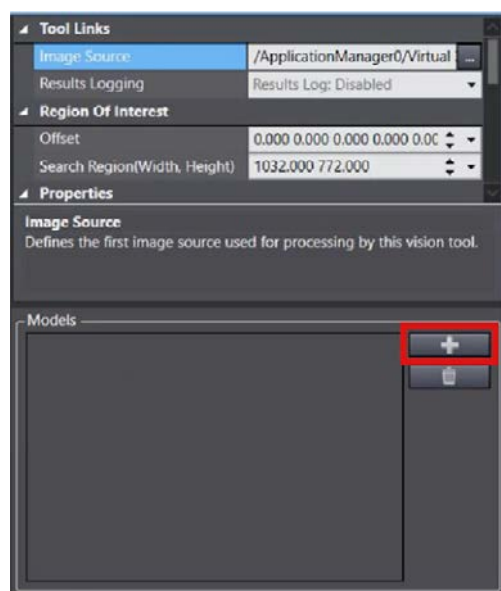 Tool Links
Image Source /ApplicationManager0/Virtual ...
Results Logging Results Log: Disabled
Region Of Interest
Offset 0.000 0.000 0.000 0.000 0.00
Search Region(Width, Height) 1032.000 772.000
Properties
Image Source
Defines the first image source used for processing by this vision tool.
Models